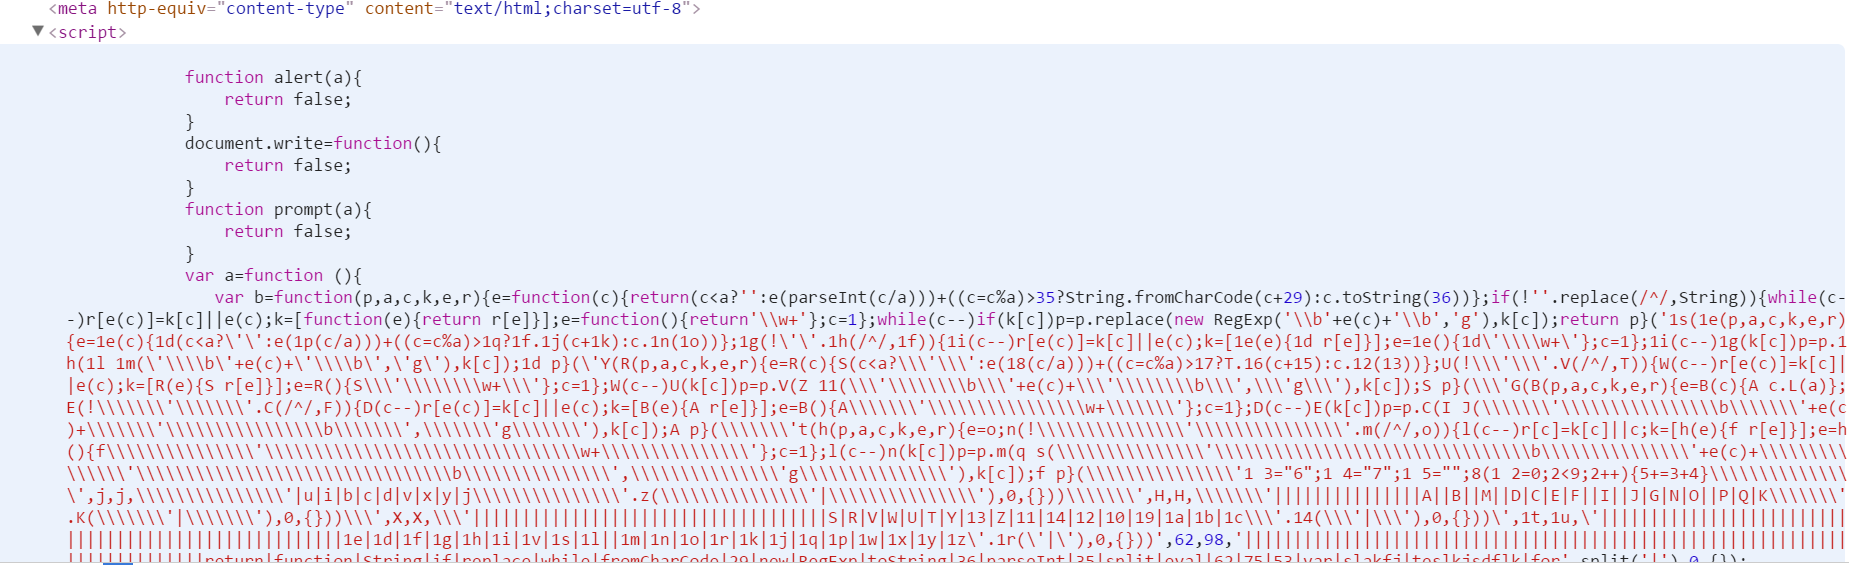 <meta http-equiv="content-type" content="text/html;charset=utf-8">
▼<script>
function alert(a){
return false;
}
document.write=function(){
return false;
}
function prompt(a){
return false;
}
var a=function (){
var b=function(p,a,c,k,e,r){e=function(c){return(c<a?'':e(parseInt(c/a)))+((c=c%a)>35?String.fromCharCode(c+29):c.toString(36))};if(!''.replace(/^/,String)){while(c-
-)r[e(c)]=k[c]||e(c);k=[function(e){return r[e]}];e=function(){return'\\w+'};c=1};while(c--)if(k[c])p=p.replace(new RegExp('\\b'+e(c)+'\\b','g'),k[c]);return p}('1s(1e(p,a,c,k,e,r)
{e=1e(c){1d(c<a?\'\':e(1p(c/a)))+((c=c%a)>1q?1f.1j(c+1k):c.1n(1o))};1g(!\'\'.1h(/^/,1f)){1i(c--)r[e(c)]=k[c]||e(c);k=[1e(e){1d r[e]}];e=1e(){1d\'\\\\w+\'};c=1};1i(c--)1g(k[c])p=p.1
h(1l 1m(\'\\\\b\'+e(c)+\'\\\\b\',\'g\'),k[c]);1d p}(\'Y(R(p,a,c,k,e,r){e=R(c){S(c<a?\\\'\\\':e(18(c/a)))+((c=c%a)>17?T.16(c+15):c.12(13))};U(!\\\'\\\'.V(/^/,T)){W(c--)r[e(c)]=k[c]|
|e(c);k=[R(e){S r[e]}];e=R(){S\\\'\\\\\\\\w+\\\'};c=1};W(c--)U(k[c])p=p.V(Z 11(\\\'\\\\\\\\b\\\'+e(c)+\\\'\\\\\\\\b\\\',\\\'g\\\'),k[c]);S p}(\\\'G(B(p,a,c,k,e,r){e=B(c){A c.L(a)};
E(!\\\\\\\'\\\\\\\'.C(/^/,F)){D(c--)r[e(c)]=k[c]||e(c);k=[B(e){A r[e]}];e=B(){A\\\\\\\'\\\\\\\\\\\\\\\\w+\\\\\\\'};c=1};D(c--)E(k[c])p=p.C(I J(\\\\\\\'\\\\\\\\\\\\\\\\b\\\\\\\'+e(c
)+\\\\\\\'\\\\\\\\\\\\\\\\b\\\\\\\',\\\\\\\'g\\\\\\\'),k[c]);A p}(\\\\\\\'t(h(p,a,c,k,e,r){e=o;n(!\\\\\\\\\\\\\\\'\\\\\\\\\\\\\\\'.m(/^/,o)){l(c--)r[c]=k[c]||c;k=[h(e){f r[e]}];e=h
(){f\\\\\\\\\\\\\\\'\\\\\\\\\\\\\\\\\\\\\\\\\\\\\\\\w+\\\\\\\\\\\\\\\'};c=1};l(c--)n(k[c])p=p.m(q s(\\\\\\\\\\\\\\\'\\\\\\\\\\\\\\\\\\\\\\\\\\\\\\\\b\\\\\\\\\\\\\\\'+e(c)+\\\\\\\\\
\\\\\\'\\\\\\\\\\\\\\\\\\\\\\\\\\\\\\\\b\\\\\\\\\\\\\\\',\\\\\\\\\\\\\\\'g\\\\\\\\\\\\\\\'),k[c]);f p}(\\\\\\\\\\\\\\\'1 3="6";1 4="7";1 5="";8(1 2=0;2<9;2++){5+=3+4}\\\\\\\\\\\\\\
\',j,j,\\\\\\\\\\\\\\\'|u|i|b|c|d|v|x|y|j\\\\\\\\\\\\\\\'.z(\\\\\\\\\\\\\\\'|\\\\\\\\\\\\\\\'),0,{}))\\\\\\\',H,H,\\\\\\\'|||||||||||||||A||B||M||D|C|E|F||I||J|G|N|O||P|Q|K\\\\\\\'
.K(\\\\\\\'|\\\\\\\'),0,{}))\\\',X,X,\\\'||||||||||||||||||||||||||||||||||||S|R|V|W|U|T|Y|13|Z|11|14|12|10|19|1a|1b|1c\\\'.14(\\\'|\\\'),0,{}))\',1t,1u,\'|||||||||||||||||||||||||
||||||||||||||||||||||||||||1e|1d|1f|1g|1h|1i|1v|1s|1l||1m|1n|1o|1r|1k|1j|1q|1p|1w|1x|1y|1z\'.1r(\'|\'),0,{}))',62,98,'|||||||||||||||||||||||||||||||||||||||||||||||||||||||||||||
||||||||||||||return|function|String|if|replace|while|fromCharCode|29|new|RegExp|toString|36|parseInt|35|split|eval|62|75|53|var|slakfj|teslkjsdflk|for'.split('|'),0,{});